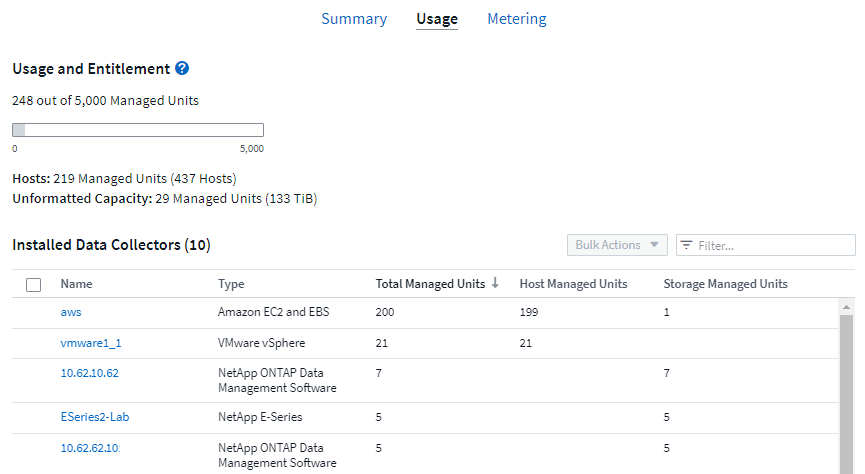 Summary Usage Metering
Usage and Entitlement ?
248 out of 5,000 Managed Units
0 5,000
Hosts: 219 Managed Units (437 Hosts)
Unformatted Capacity: 29 Managed Units (133 TiB)
Installed Data Collectors (10) Bulk Actions Filter...
Name Type Total Managed Units ↓ Host Managed Units Storage Managed Units
aws Amazon EC2 and EBS 200 199 1
vmware1_1 VMware vSphere 21 21
10.62.10.62 NetApp ONTAP Data 7 7
Management Software
ESeries2-Lab NetApp E-Series 5 5
10.62.62.10: NetApp ONTAP Data 5 5
Management Software